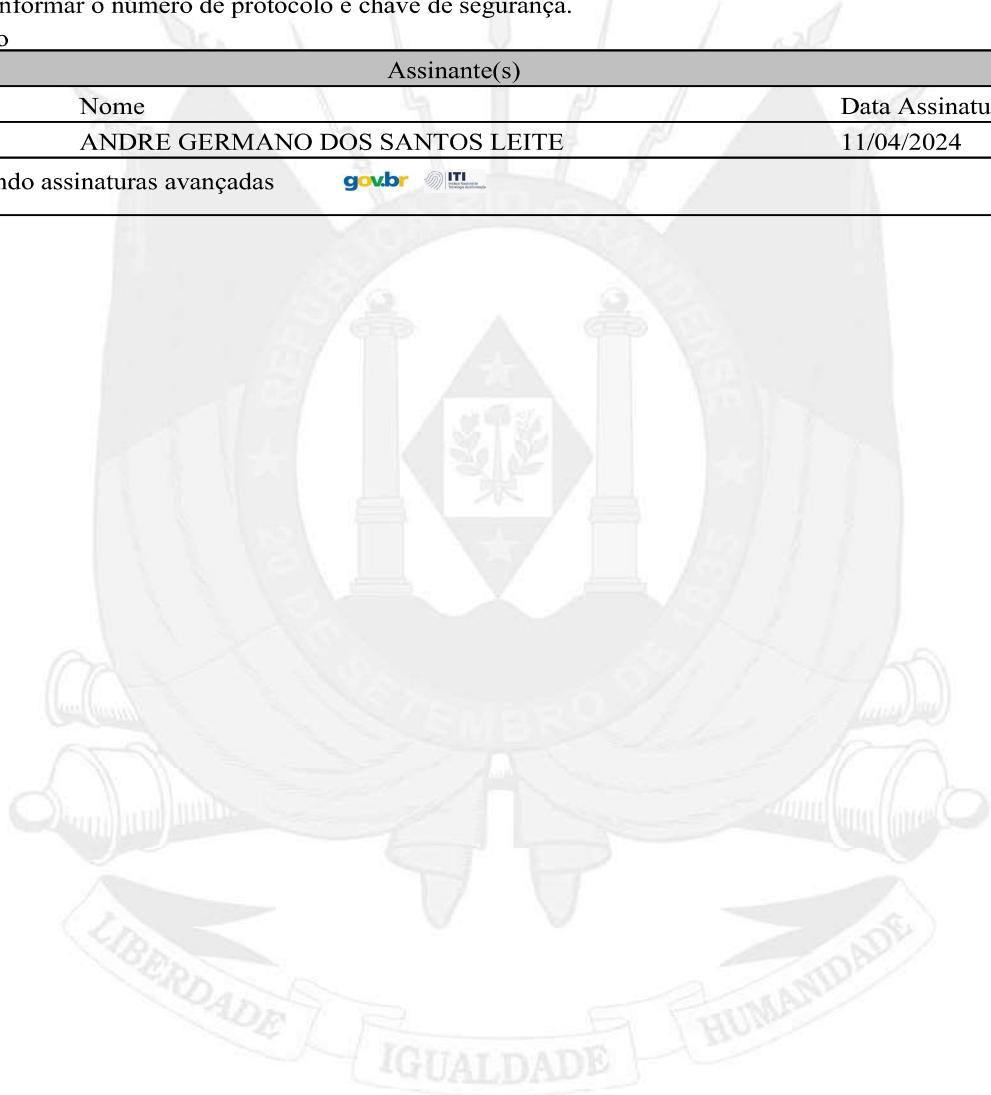 nformar o número de protocolo e chave de segurança.
o
Assinante(s)
Nome Data Assinatu
ANDRE GERMANO DOS SANTOS LEITE 11/04/2024
ndo assinaturas avançadas gov.br ITI
REPÚBLICA RIO-GRANDENSE
20 DE SETEMBRO DE 1835
LIBERDADE IGUALDADE HUMANIDADE